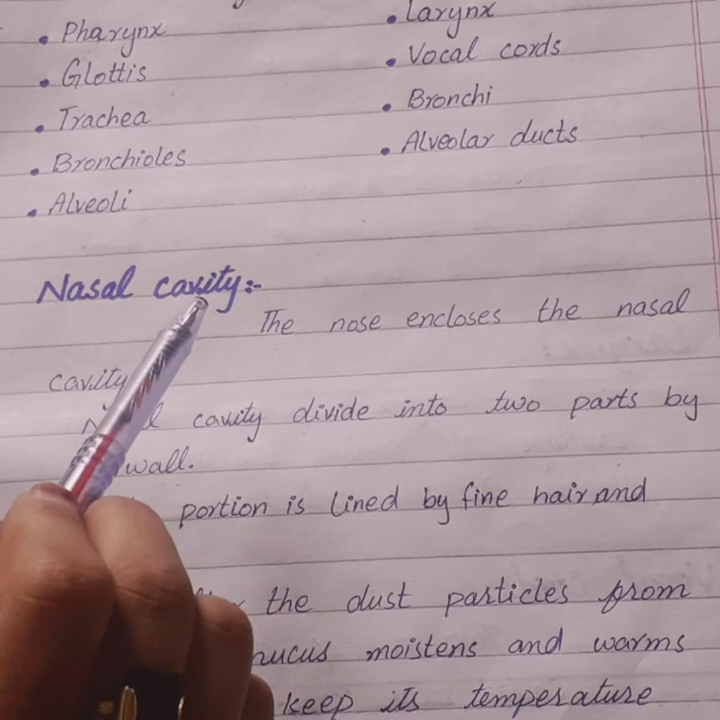 Pharynx
Larynx
Glottis
Vocal cords
Trachea
Bronchi
Bronchioles
Alveolar ducts
Alveoli
Nasal cavity:-
The nose encloses the nasal
cavity
cavity divide into two parts by
wall.
portion is lined by fine hair and
the dust particles from
mucus moistens and warms
keep its temperature